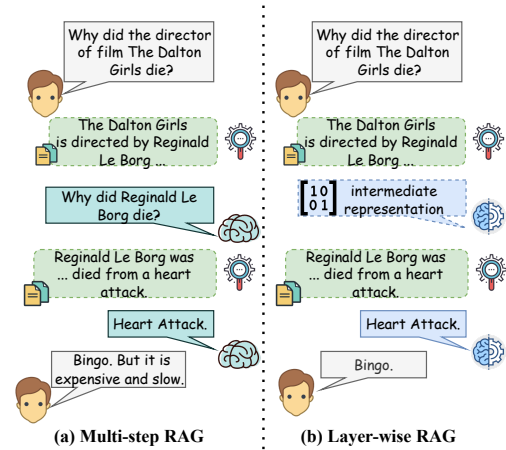 Why did the director
of film The Dalton
Girls die?
The Dalton Girls
is directed by Reginald
Le Borg ...
Why did Reginald Le
Borg die?
Reginald Le Borg was
... died from a heart
attack.
Heart Attack.
Bingo. But it is
expensive and slow.
(a) Multi-step RAG
Why did the director
of film The Dalton
Girls die?
The Dalton Girls
is directed by Reginald
Le Borg ...
1 0
0 1
intermediate
representation
Reginald Le Borg was
... died from a heart
attack.
Heart Attack.
Bingo.
(b) Layer-wise RAG